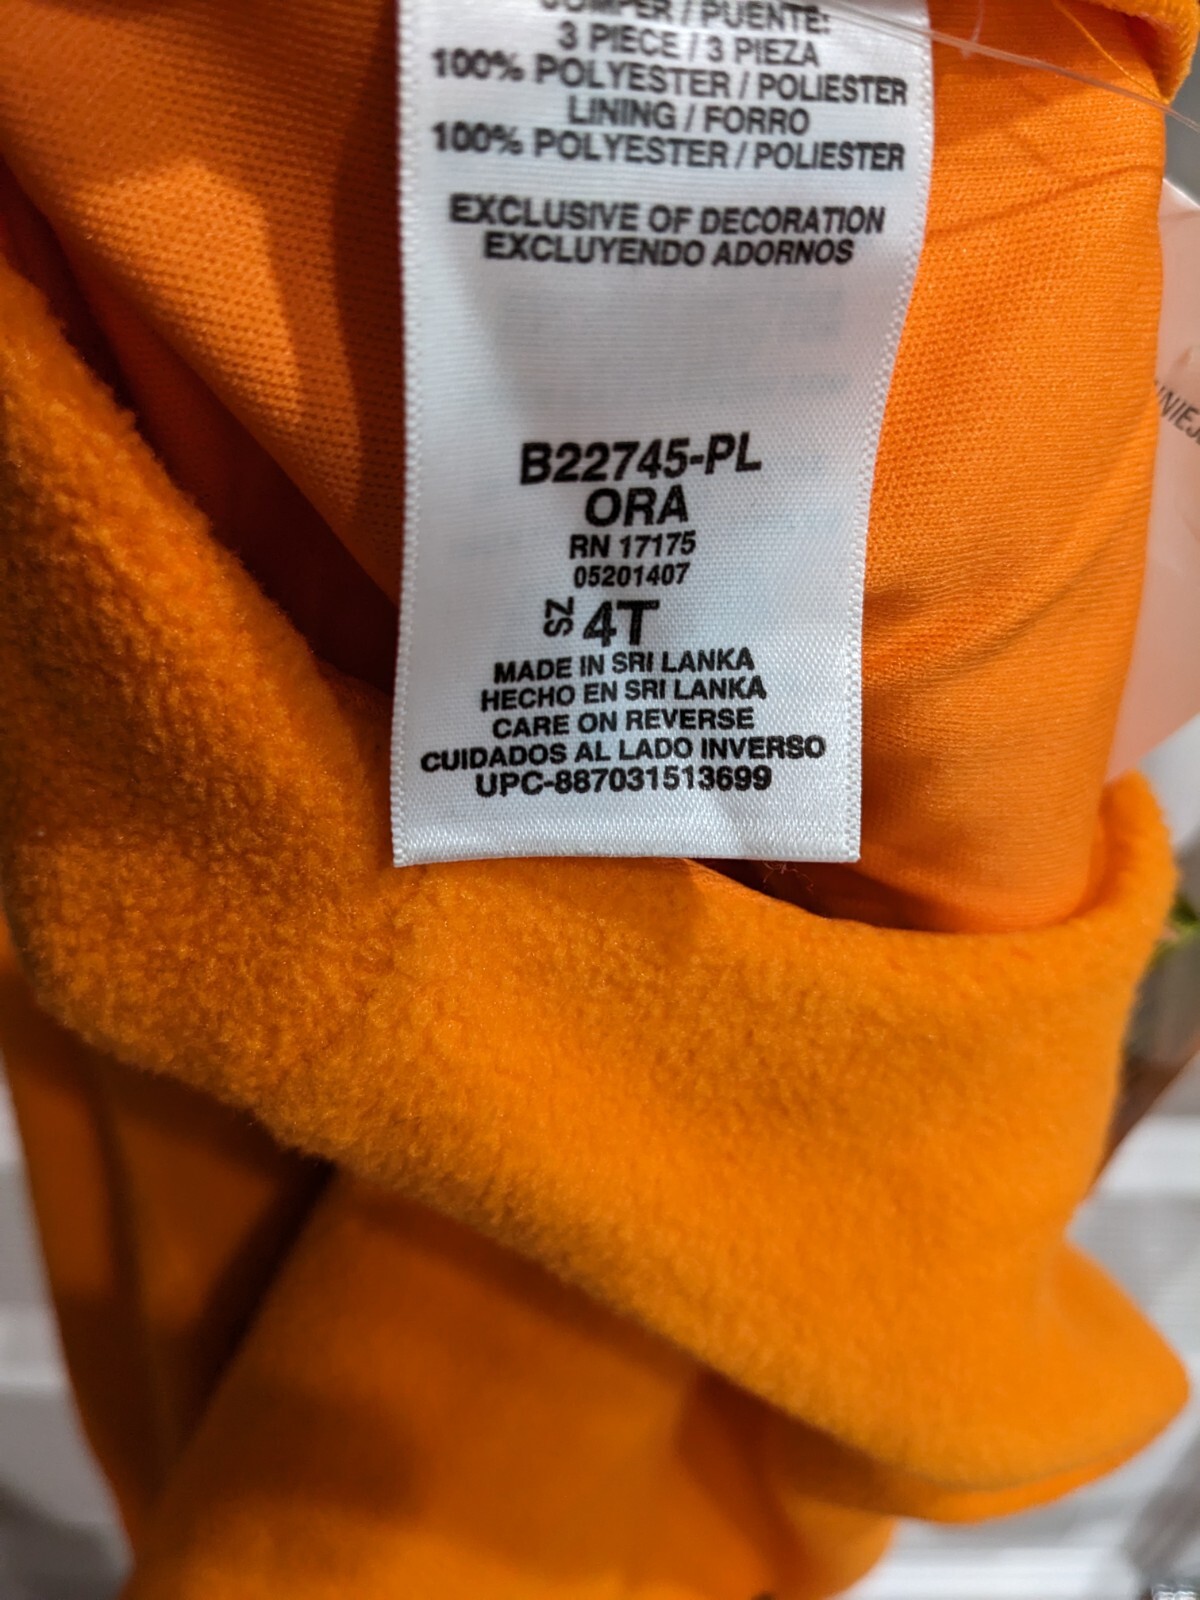 JUMPER / PUENTE:
3 PIECE / 3 PIEZA
100% POLYESTER / POLIESTER
LINING / FORRO
100% POLYESTER / POLIESTER
EXCLUSIVE OF DECORATION
EXCLUYENDO ADORNOS
B22745-PL
ORA
RN 17175
05201407
SZ 4T
MADE IN SRI LANKA
HECHO EN SRI LANKA
CARE ON REVERSE
CUIDADOS AL LADO INVERSO
UPC-887031513699